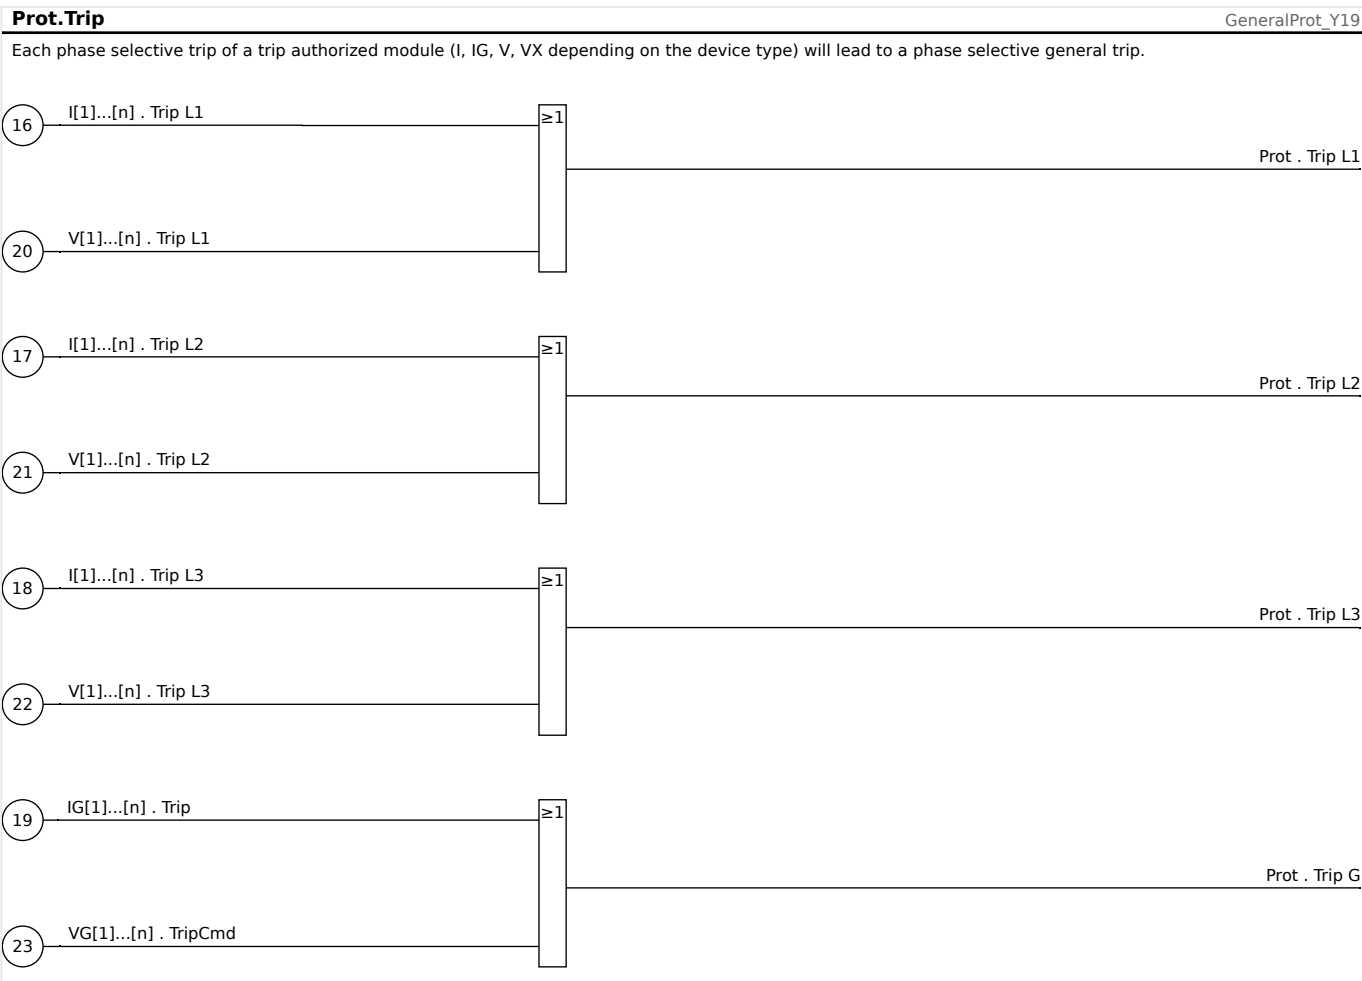 Prot.Trip
GeneralProt_Y19
Each phase selective trip of a trip authorized module (I, IG, V, VX depending on the device type) will lead to a phase selective general trip.
16
I[1]...[n] . Trip L1
≥1
Prot . Trip L1
20
V[1]...[n] . Trip L1
17
I[1]...[n] . Trip L2
≥1
Prot . Trip L2
21
V[1]...[n] . Trip L2
18
I[1]...[n] . Trip L3
≥1
Prot . Trip L3
22
V[1]...[n] . Trip L3
19
IG[1]...[n] . Trip
≥1
Prot . Trip G
23
VG[1]...[n] . TripCmd